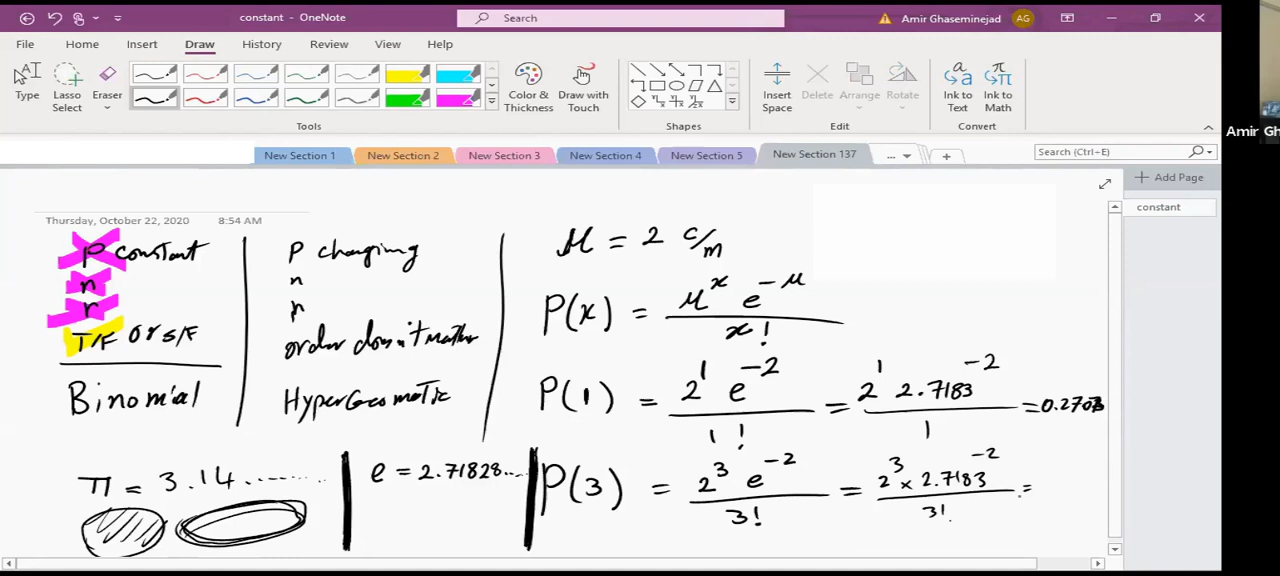 constant - OneNote
Search
Amir Ghaseminejad
AG
File Home Insert Draw History Review View Help
Type
Lasso Select
Eraser
Color & Thickness
Draw with Touch
Insert Space
Delete
Arrange
Rotate
Ink to Text
Ink to Math
Tools
Shapes
Edit
Convert
Amir Gh
New Section 1 New Section 2 New Section 3 New Section 4 New Section 5 New Section 137 ...
Search (Ctrl+E)
Add Page
constant
Thursday, October 22, 2020 8:54 AM
P constant
n
r
T/F or S/F
Binomial
P changing
n
r
order doesn't matter
HyperGeometic
π = 3.14........
e = 2.71828...
μ = 2 c/m
P(x) = μ^x e^-μ / x!
P(1) = 2^1 e^-2 / 1! = 2^1 2.7183^-2 / 1 = 0.2707
P(3) = 2^3 e^-2 / 3! = 2^3 × 2.7183^-2 / 3! =